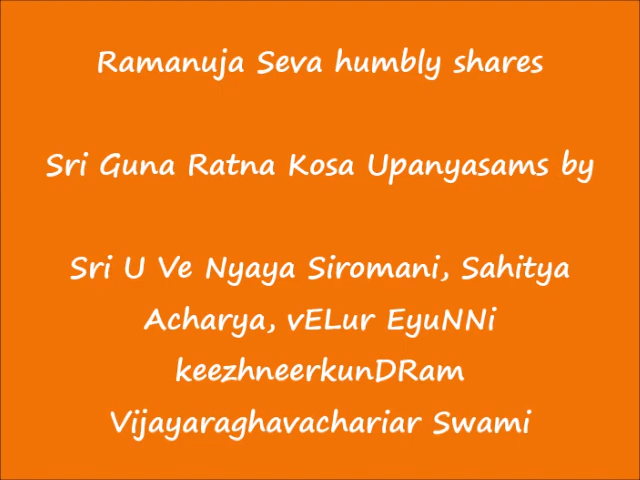 Ramanuja Seva humbly shares
Sri Guna Ratna Kosa Upanyasams by
Sri U Ve Nyaya Siromani, Sahitya
Acharya, vELur EyuNNi
keezhneerkunDRam
Vijayaraghavachariar Swami